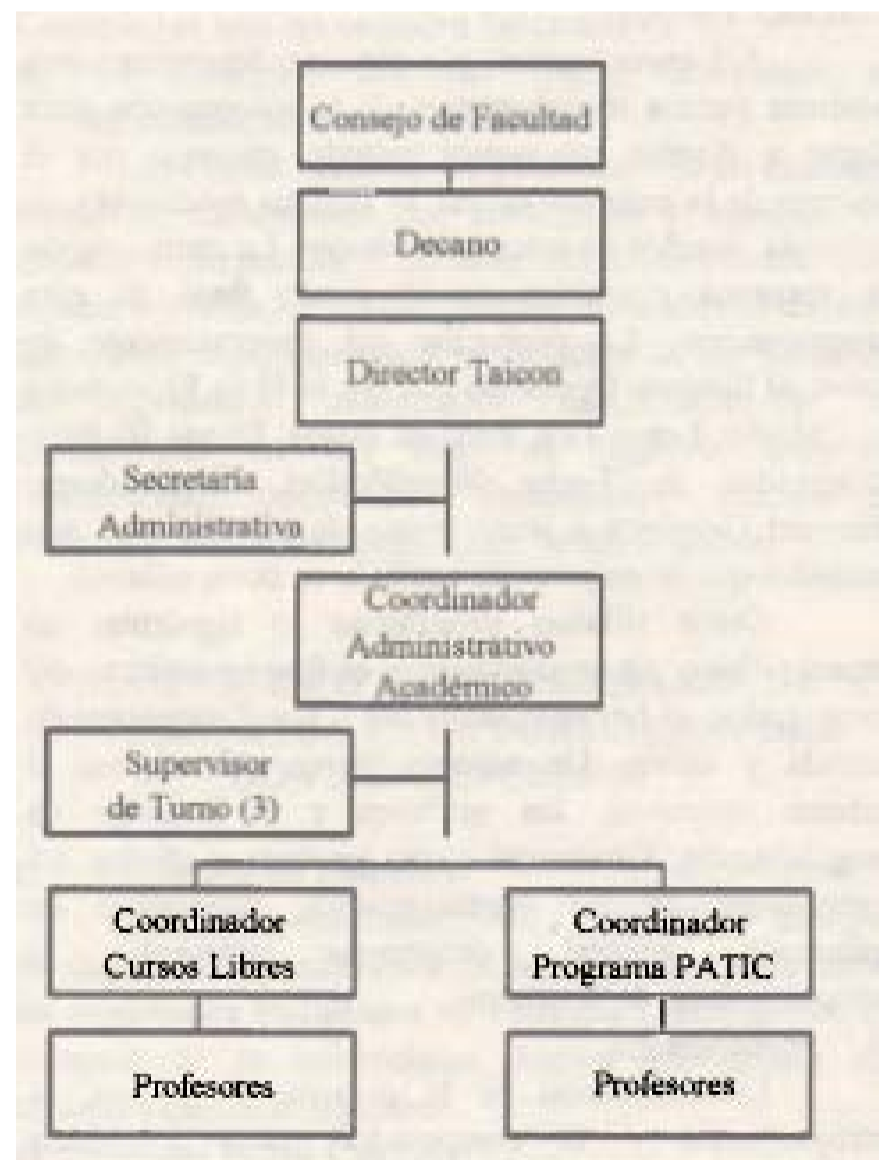 Consejo de Facultad
Decano
Director Taicon
Secretaría
Administrativa
Coordinador
Administrativo
Académico
Supervisor
de Turno (3)
Coordinador
Cursos Libres
Coordinador
Programa PATIC
Profesores
Profesores